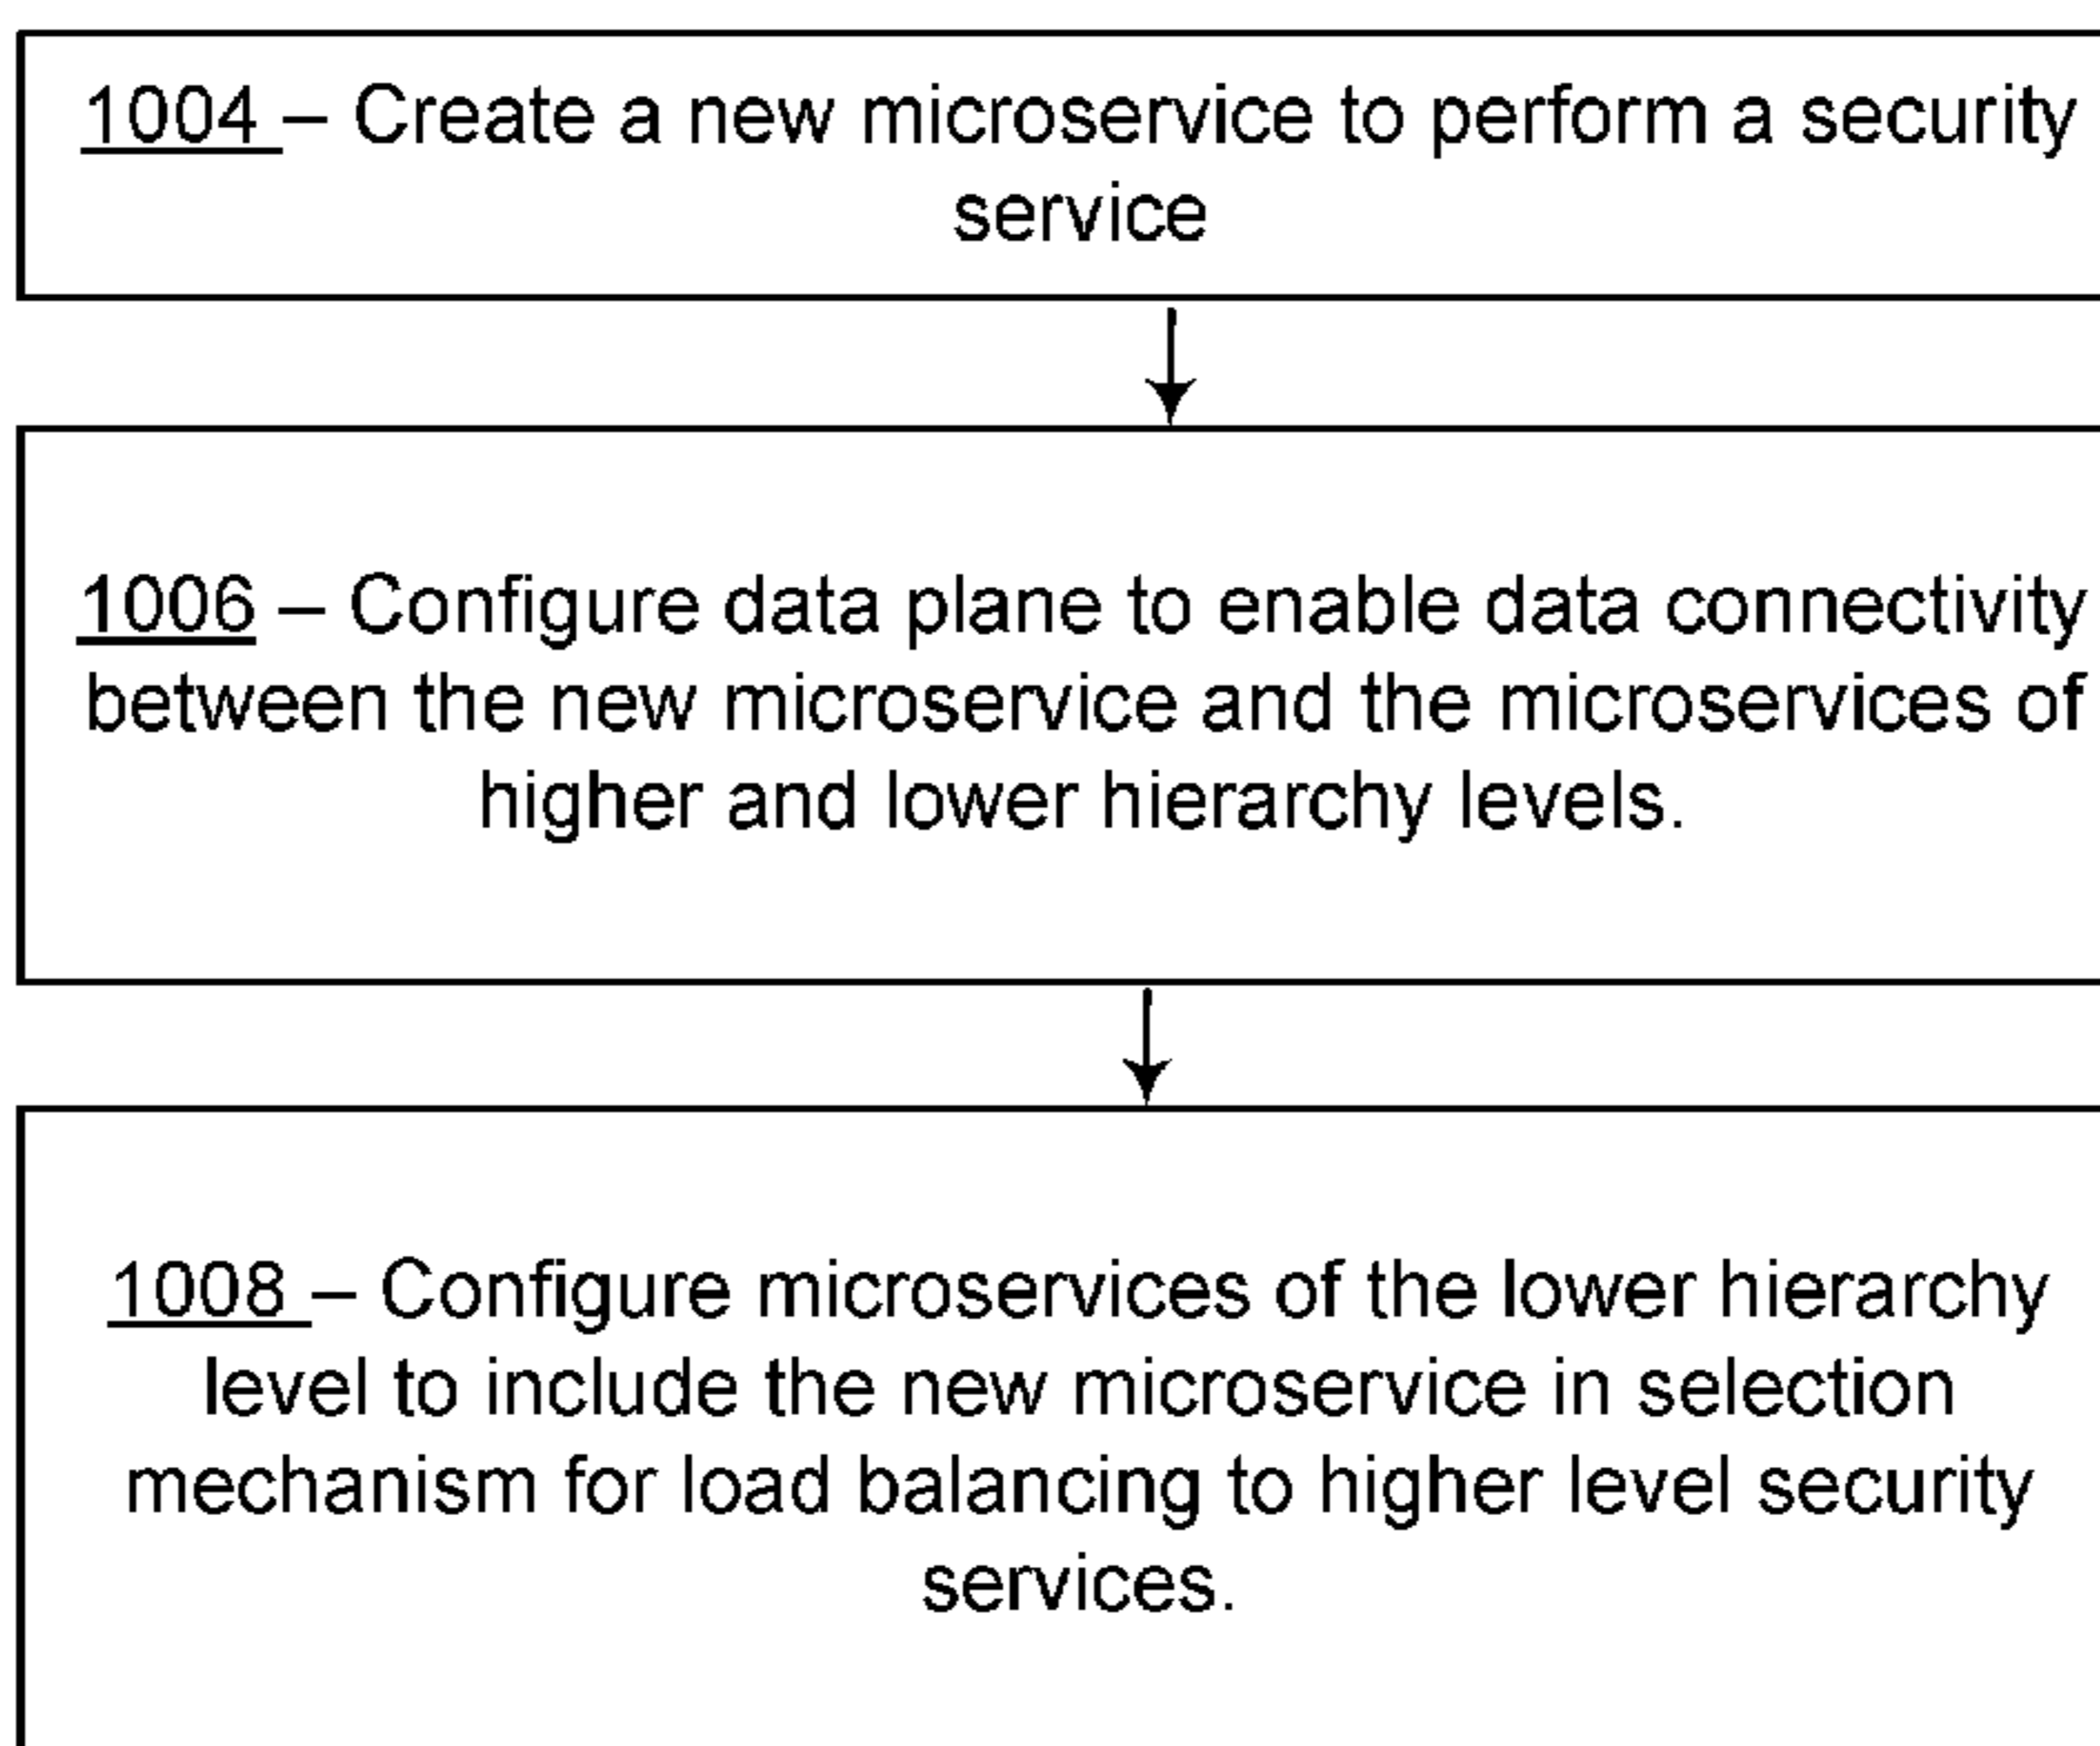 1004 – Create a new microservice to perform a security
service
1006 – Configure data plane to enable data connectivity
between the new microservice and the microservices of
higher and lower hierarchy levels.
1008 – Configure microservices of the lower hierarchy
level to include the new microservice in selection
mechanism for load balancing to higher level security
services.